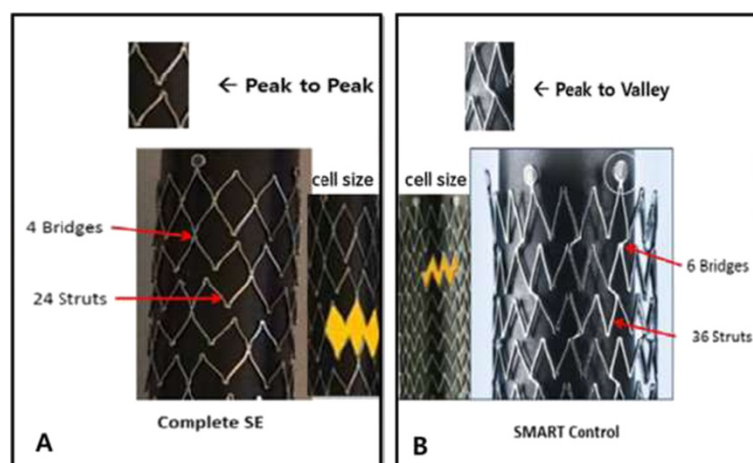 ← Peak to Peak
cell size
4 Bridges
24 Struts
Complete SE
A
← Peak to Valley
cell size
6 Bridges
36 Struts
SMART Control
B